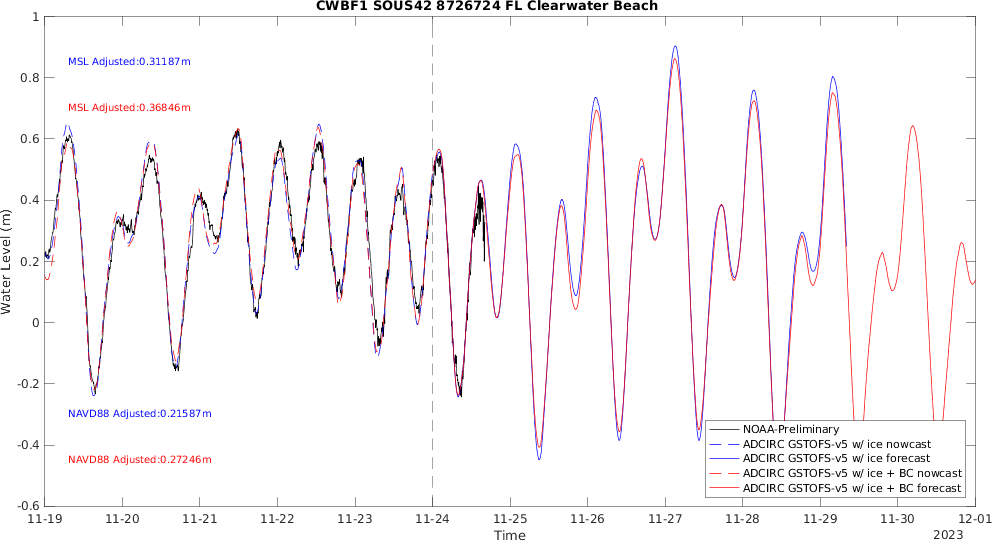 CWBF1 SOUS42 8726724 FL Clearwater Beach
1
0.8
0.6
0.4
0.2
0
-0.2
-0.4
-0.6
Water Level (m)
MSL Adjusted:0.31187m
MSL Adjusted:0.36846m
NAVD88 Adjusted:0.21587m
NAVD88 Adjusted:0.27246m
NOAA-Preliminary
ADCIRC GSTOFS-v5 w/ ice nowcast
ADCIRC GSTOFS-v5 w/ ice forecast
ADCIRC GSTOFS-v5 w/ ice + BC nowcast
ADCIRC GSTOFS-v5 w/ ice + BC forecast
11-19 11-20 11-21 11-22 11-23 11-24 11-25 11-26 11-27 11-28 11-29 11-30 12-01
Time
2023